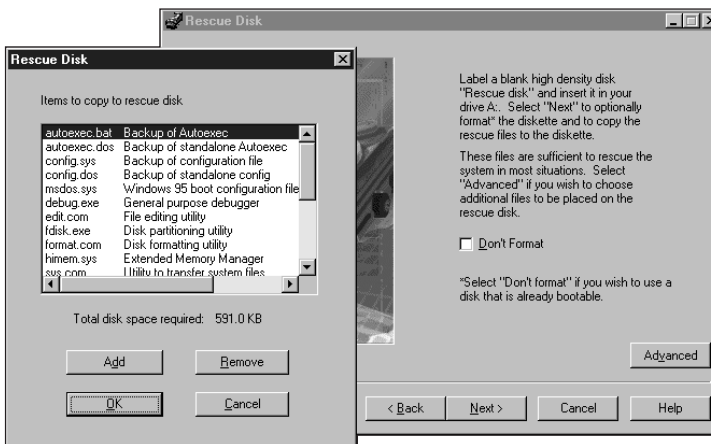 Rescue Disk
Rescue Disk
Items to copy to rescue disk
autoexec.bat Backup of Autoexec
autoexec.dos Backup of standalone Autoexec
config.sys Backup of configuration file
config.dos Backup of standalone config
msdos.sys Windows 95 boot configuration file
debug.exe General purpose debugger
edit.com File editing utility
fdisk.exe Disk partitioning utility
format.com Disk formatting utility
himem.sys Extended Memory Manager
sys.com Utility to transfer system files
Total disk space required: 591.0 KB
Add Remove
OK Cancel
Label a blank high density disk
"Rescue disk" and insert it in your
drive A:. Select "Next" to optionally
format* the diskette and to copy the
rescue files to the diskette.
These files are sufficient to rescue the
system in most situations. Select
"Advanced" if you wish to choose
additional files to be placed on the
rescue disk.
Don't Format
*Select "Don't format" if you wish to use a
disk that is already bootable.
Advanced
< Back Next > Cancel Help